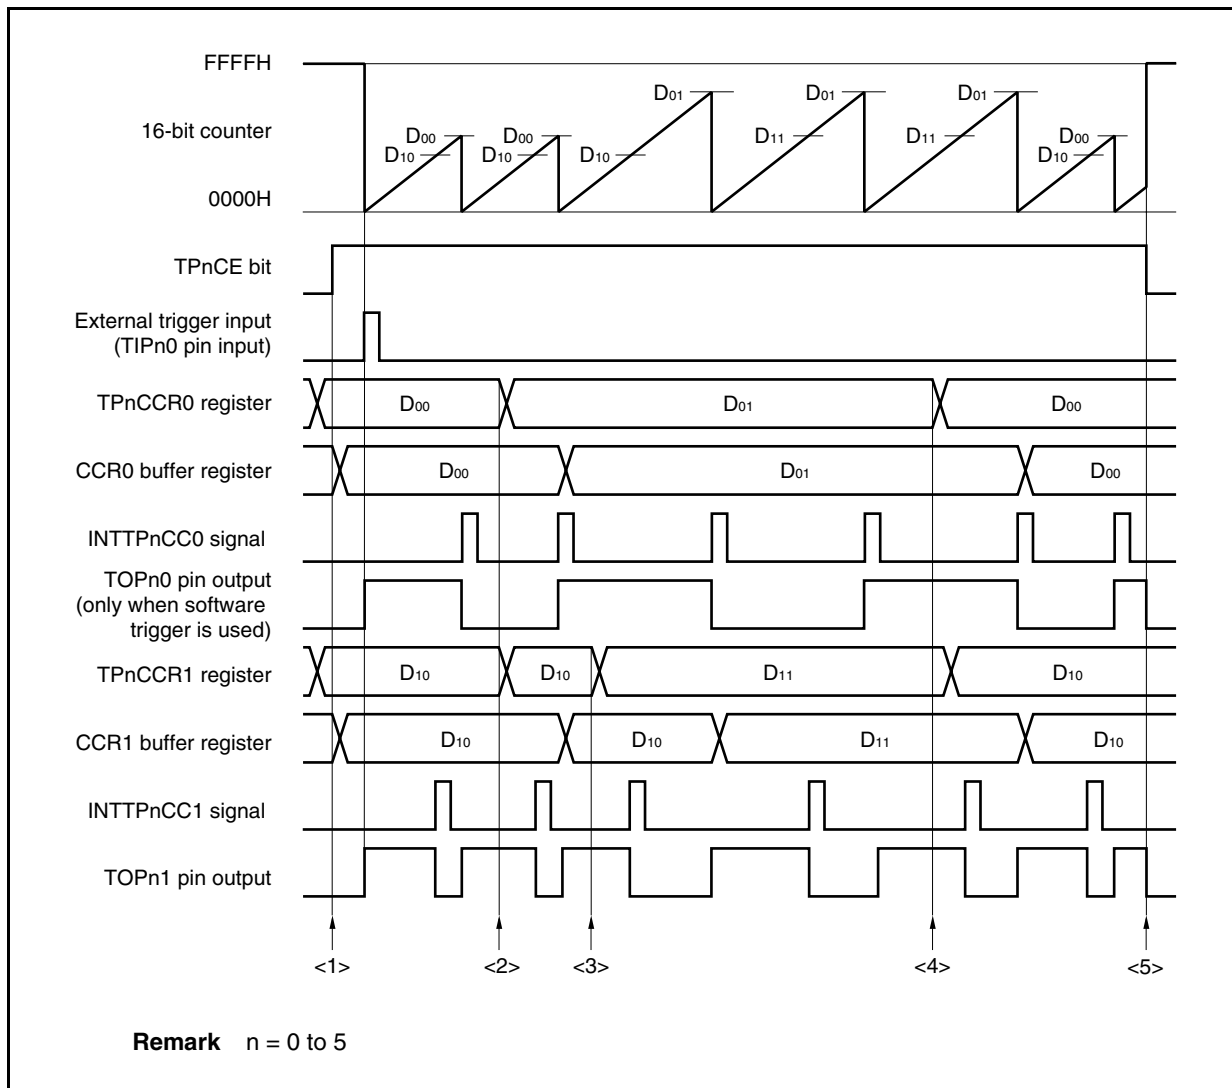 FFFFH
D01 D01 D01
16-bit counter
D00 D00 D11 D11 D00
D10 D10 D10 D10
0000H
TPnCE bit
External trigger input
(TIPn0 pin input)
TPnCCR0 register D00 D01 D00
CCR0 buffer register D00 D01 D00
INTTPnCC0 signal
TOPn0 pin output
(only when software
trigger is used)
TPnCCR1 register D10 D10 D11 D10
CCR1 buffer register D10 D10 D11 D10
INTTPnCC1 signal
TOPn1 pin output
<1> <2> <3> <4> <5>
Remark n = 0 to 5